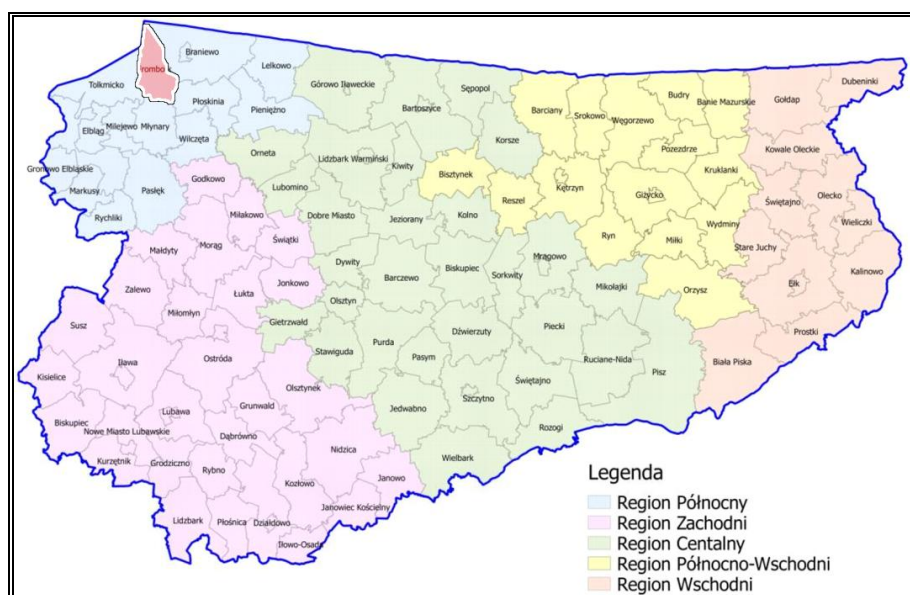 Braniewo
Lelkowo
Tolkmicko
Płoskinia
Pieniężno
Elbląg
Milejewo
Młynary
Wilczęta
Gronowo Elbląskie
Markusy
Pasłęk
Rychliki
Godkowo
Górowo Iławeckie
Bartoszyce
Sępopol
Korsze
Orneta
Lidzbark Warmiński
Kiwity
Lubomino
Bisztynek
Reszel
Barciany
Srokowo
Węgorzewo
Budry
Banie Mazurskie
Pozezdrze
Kruklanki
Kętrzyn
Giżycko
Wydminy
Ryn
Miłki
Orzysz
Gołdap
Dubeninki
Kowale Oleckie
Świętajno
Olecko
Wieliczki
Stare Juchy
Kalinowo
Ełk
Prostki
Biała Piska
Dobre Miasto
Jeziorany
Kolno
Miłakowo
Świątki
Małdyty
Morąg
Dywity
Barczewo
Biskupiec
Sorkwity
Mrągowo
Mikołajki
Zalewo
Łukta
Jonkowo
Olsztyn
Miłomłyn
Gietrzwałd
Susz
Stawiguda
Purda
Dźwierzuty
Piecki
Pasym
Ruciane-Nida
Pisz
Iława
Ostróda
Kisielice
Olsztynek
Świętajno
Szczytno
Jedwabno
Rozogi
Wielbark
Lubawa
Grunwald
Biskupiec
Nowe Miasto Lubawskie
Dąbrówno
Nidzica
Kurzętnik
Grodziczno
Rybno
Kozłowo
Janowo
Janowiec Kościelny
Lidzbark
Płośnica
Działdowo
Iłowo-Osada
Legenda
Region Północny
Region Zachodni
Region Centalny
Region Północno-Wschodni
Region Wschodni